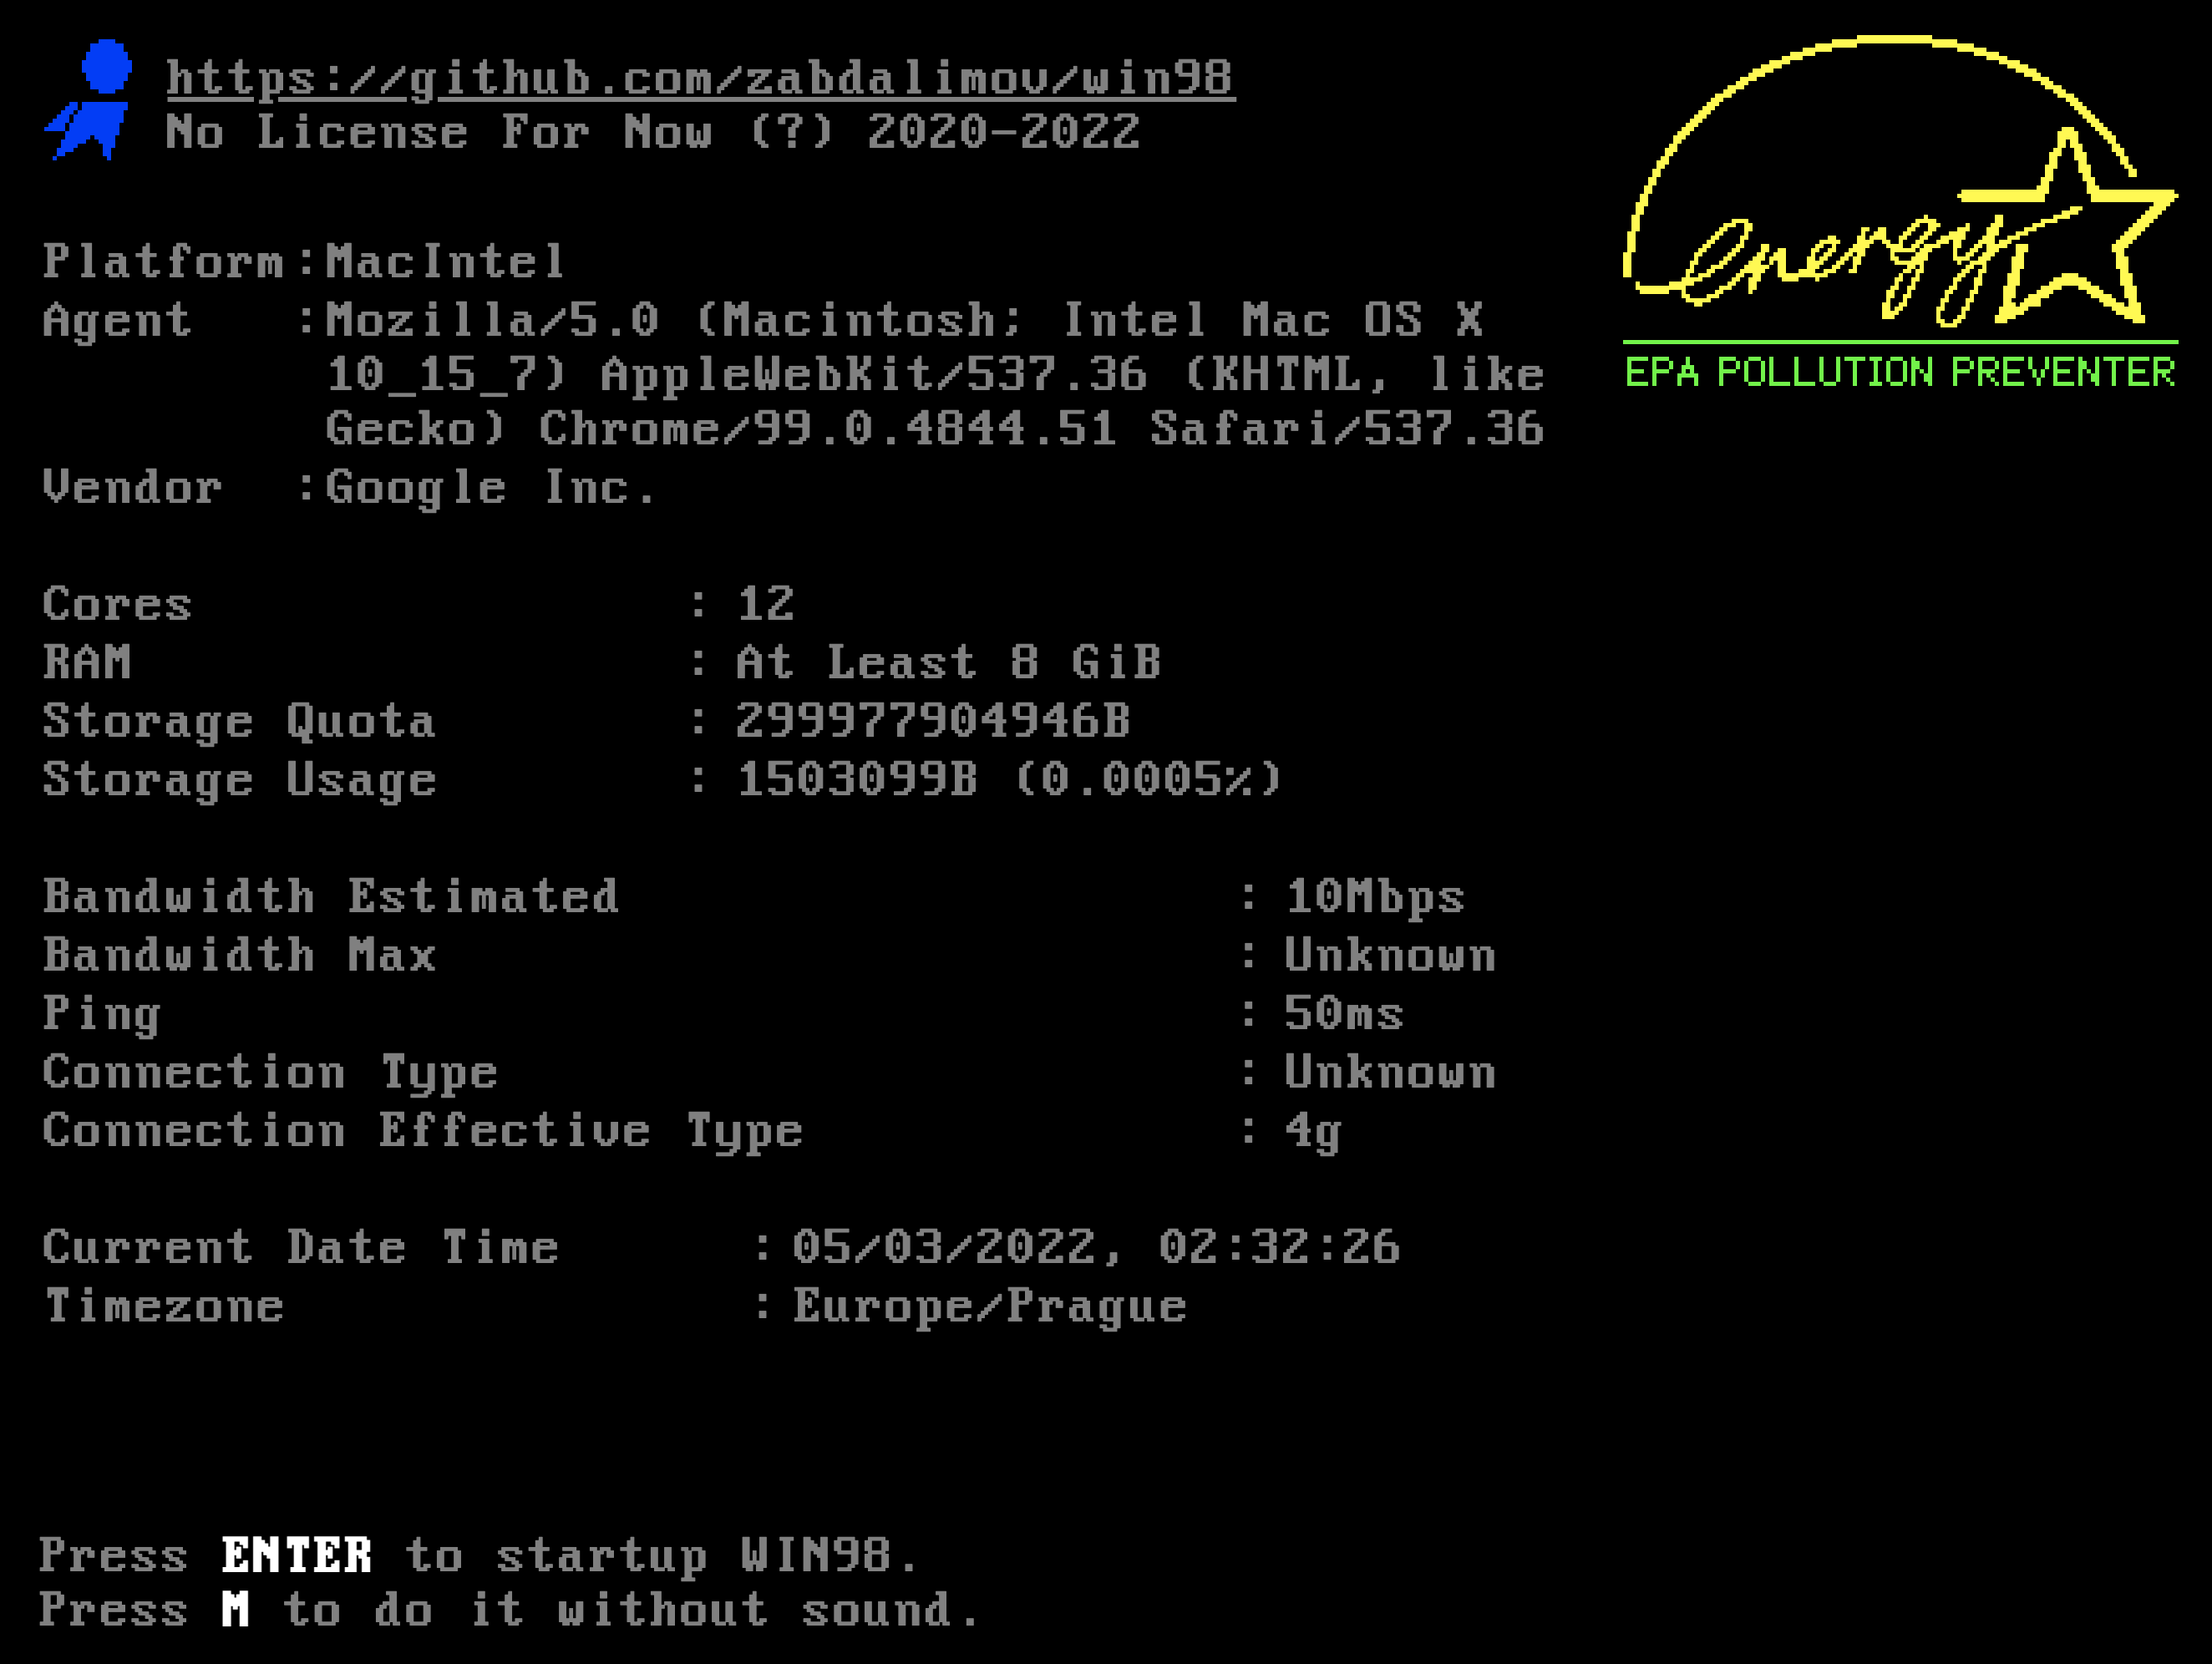 https://github.com/zabdalimov/win98
No License For Now (?) 2020-2022
energy
EPA POLLUTION PREVENTER
Platform:MacIntel
Agent :Mozilla/5.0 (Macintosh; Intel Mac OS X
10_15_7) AppleWebKit/537.36 (KHTML, like
Gecko) Chrome/99.0.4844.51 Safari/537.36
Vendor :Google Inc.
Cores : 12
RAM : At Least 8 GiB
Storage Quota : 299977904946B
Storage Usage : 1503099B (0.0005%)
Bandwidth Estimated : 10Mbps
Bandwidth Max : Unknown
Ping : 50ms
Connection Type : Unknown
Connection Effective Type : 4g
Current Date Time : 05/03/2022, 02:32:26
Timezone : Europe/Prague
Press ENTER to startup WIN98.
Press M to do it without sound.